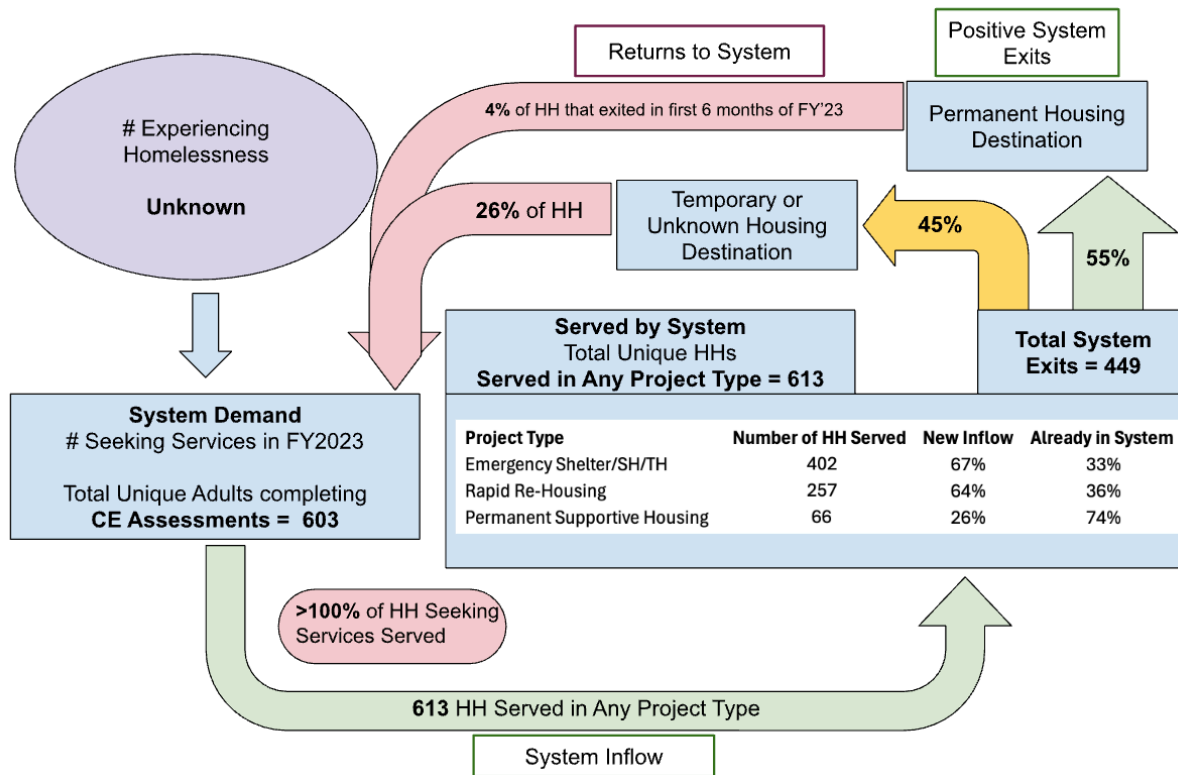 Returns to System
Positive System
Exits
4% of HH that exited in first 6 months of FY'23
Permanent Housing
Destination
# Experiencing
Homelessness
Unknown
26% of HH
Temporary or
Unknown Housing
Destination
45%
55%
Served by System
Total Unique HHs
Served in Any Project Type = 613
Total System
Exits = 449
System Demand
# Seeking Services in FY2023
Total Unique Adults completing
CE Assessments = 603
Project Type Number of HH Served New Inflow Already in System
Emergency Shelter/SH/TH 402 67% 33%
Rapid Re-Housing 257 64% 36%
Permanent Supportive Housing 66 26% 74%
>100% of HH Seeking
Services Served
613 HH Served in Any Project Type
System Inflow